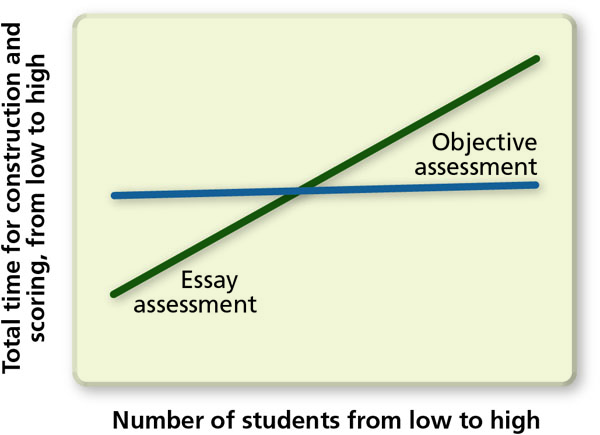 Total time for construction and
scoring, from low to high
Objective
assessment
Essay
assessment
Number of students from low to high